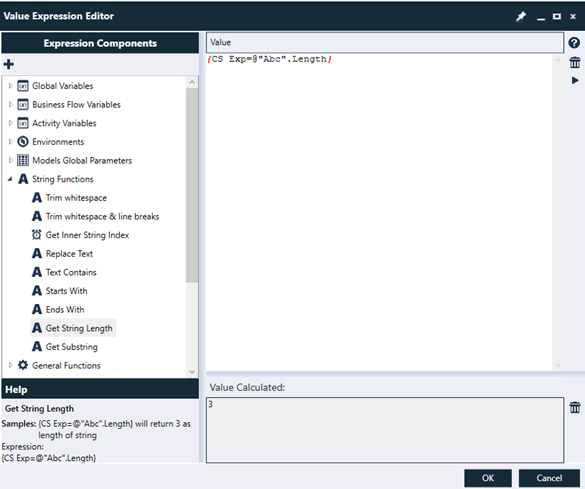 Value Expression Editor
Expression Components
Global Variables
Business Flow Variables
Activity Variables
Environments
Models Global Parameters
String Functions
Trim whitespace
Trim whitespace & line breaks
Get Inner String Index
Replace Text
Text Contains
Starts With
Ends With
Get String Length
Get Substring
General Functions
Help
Get String Length
Samples: {CS Exp=@"Abc".Length} will return 3 as
length of string
Expression:
{CS Exp=@"Abc".Length}
Value
{CS Exp=@"Abc".Length}
Value Calculated:
3
OK
Cancel